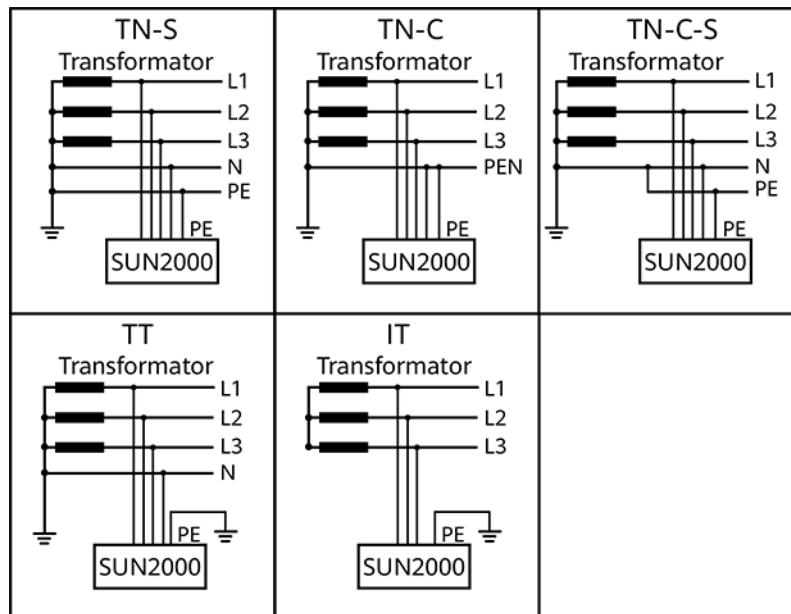 TN-S
Transformator
L1
L2
L3
N
PE
PE
SUN2000
TN-C
Transformator
L1
L2
L3
PEN
PE
SUN2000
TN-C-S
Transformator
L1
L2
L3
N
PE
PE
SUN2000
TT
Transformator
L1
L2
L3
N
PE
SUN2000
IT
Transformator
L1
L2
L3
PE
SUN2000